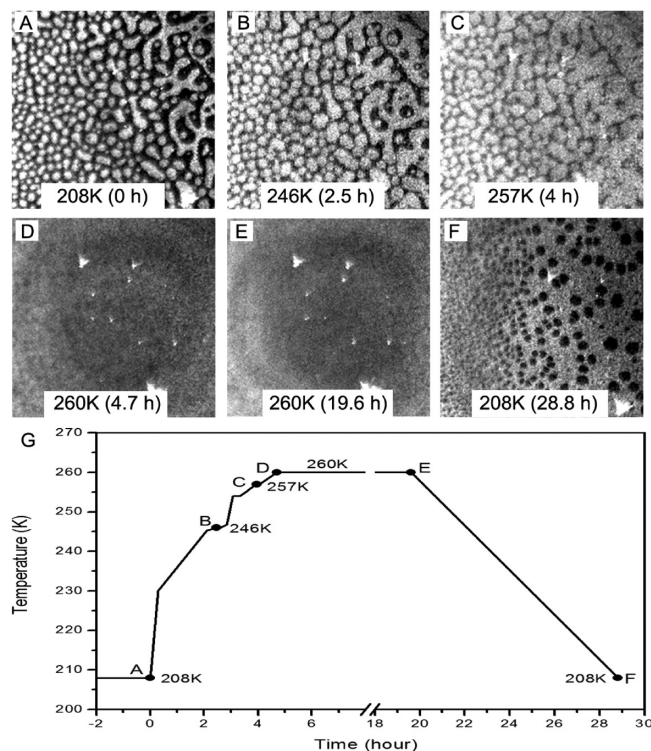 A
B
C
208K (0 h)
246K (2.5 h)
257K (4 h)
D
E
F
260K (4.7 h)
260K (19.6 h)
208K (28.8 h)
G
270
260
250
240
230
220
210
200
Temperature (K)
A
208K
B
246K
C
257K
D
260K
E
208K
F
-2
0
2
4
6
18
20
22
24
26
28
30
Time (hour)